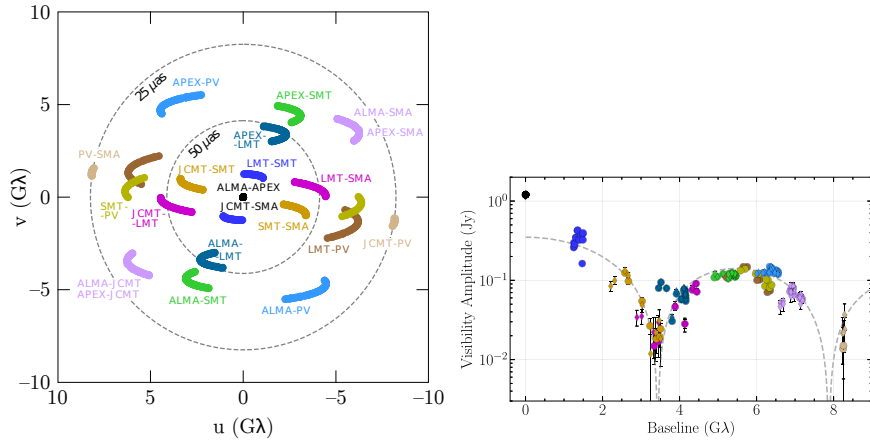 10
5
0
−5
−10
v (Gλ)
10
5
0
−5
−10
u (Gλ)
25 μas
50 μas
APEX-PV
APEX-SMT
ALMA-SMA
APEX-SMA
APEX-
-LMT
PV-SMA
JCMT-SMT
LMT-SMT
LMT-SMA
ALMA-APEX
JCMT-SMA
SMT-
-PV
JCMT-
-LMT
SMT-SMA
JCMT-PV
LMT-PV
ALMA-
-LMT
ALMA-JCMT
APEX-JCMT
ALMA-SMT
ALMA-PV
Visibility Amplitude (Jy)
10⁰
10⁻¹
10⁻²
0
2
4
6
8
Baseline (Gλ)